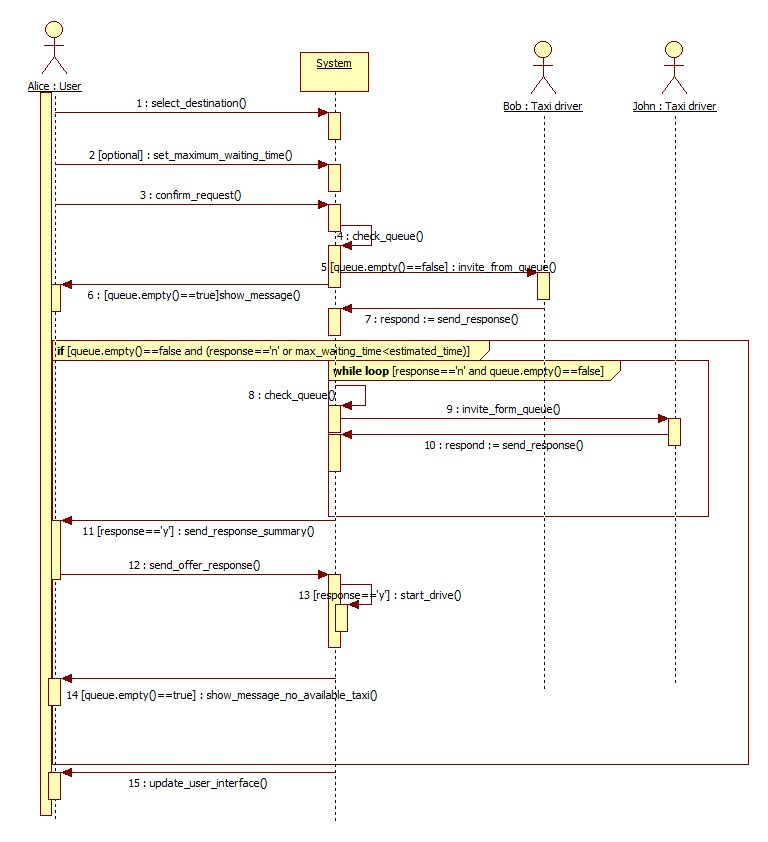 System
Alice : User
Bob : Taxi driver
John : Taxi driver
1 : select_destination()
2 [optional] : set_maximum_waiting_time()
3 : confirm_request()
4 : check_queue()
5 [queue.empty()==false] : invite_from_queue()
6 : [queue.empty()==true]show_message()
7 : respond := send_response()
if [queue.empty()==false and (response=='n' or max_waiting_time<estimated_time)]
while loop [response=='n' and queue.empty()==false]
8 : check_queue()
9 : invite_form_queue()
10 : respond := send_response()
11 [response=='y'] : send_response_summary()
12 : send_offer_response()
13 [response=='y'] : start_drive()
14 [queue.empty()==true] : show_message_no_available_taxi()
15 : update_user_interface()